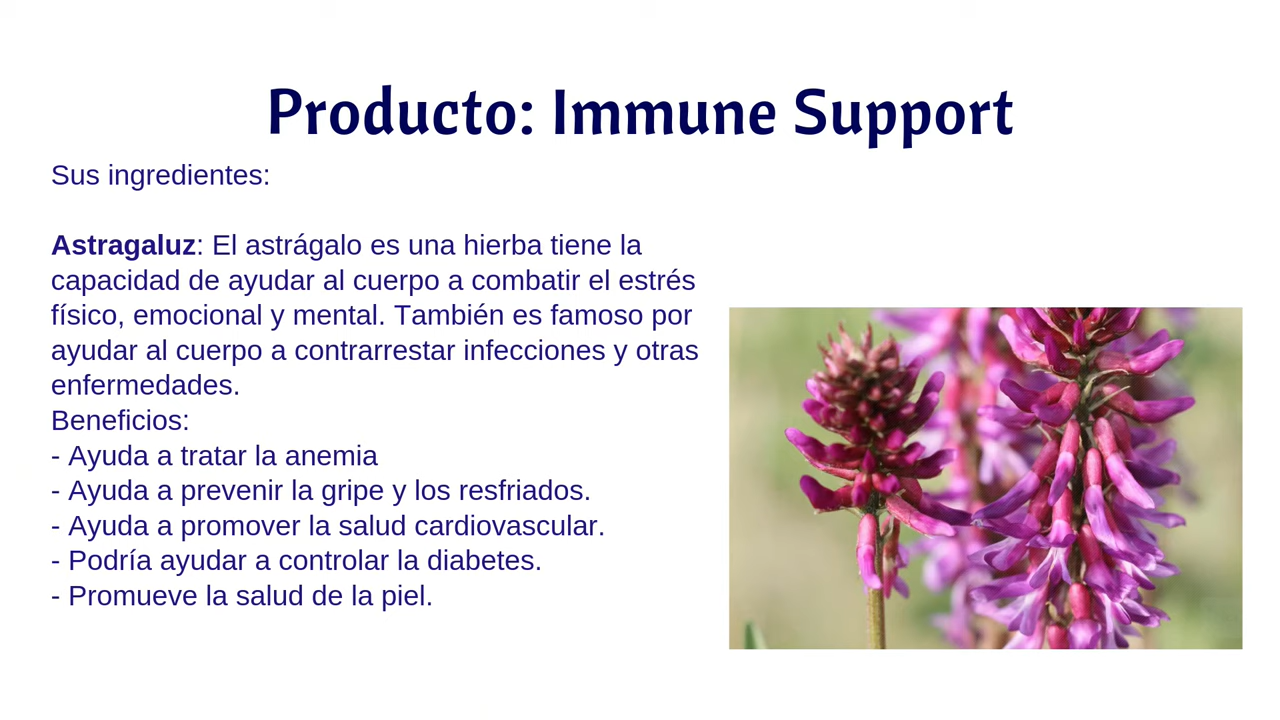 Producto: Immune Support
Sus ingredientes:
Astragaluz: El astrágalo es una hierba tiene la
capacidad de ayudar al cuerpo a combatir el estrés
físico, emocional y mental. También es famoso por
ayudar al cuerpo a contrarrestar infecciones y otras
enfermedades.
Beneficios:
- Ayuda a tratar la anemia
- Ayuda a prevenir la gripe y los resfriados.
- Ayuda a promover la salud cardiovascular.
- Podría ayudar a controlar la diabetes.
- Promueve la salud de la piel.